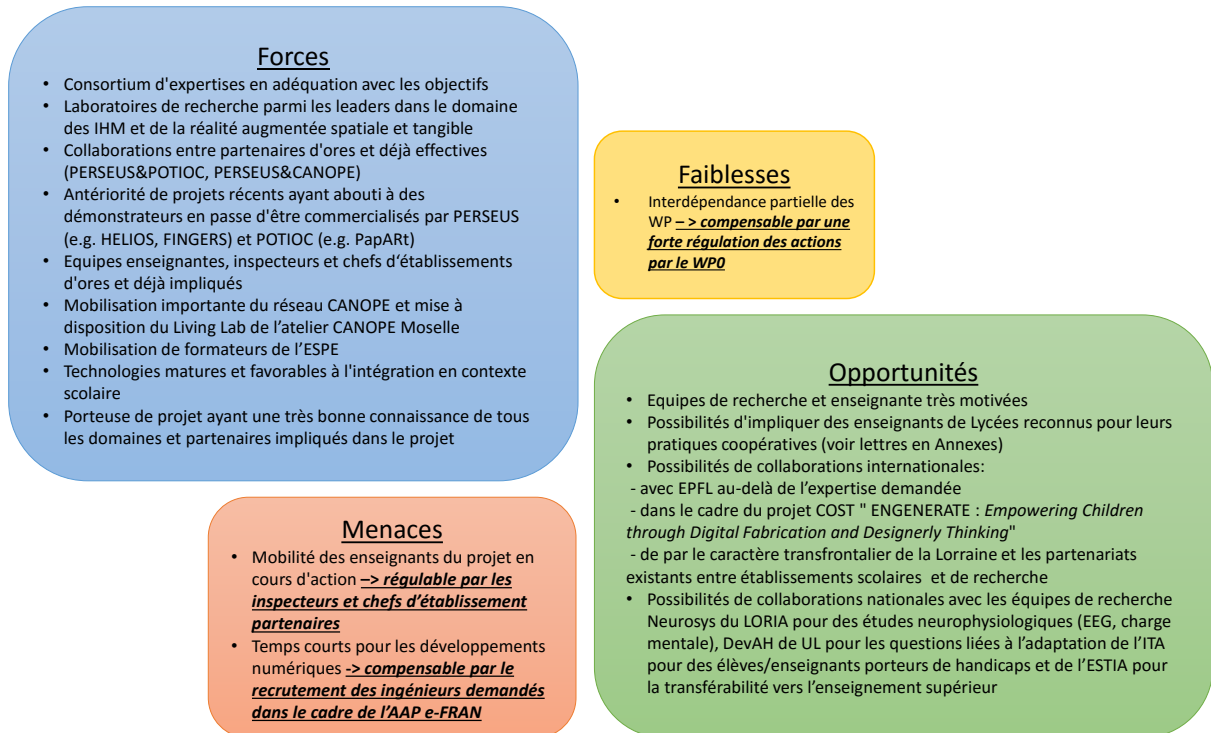 Forces
• Consortium d'expertises en adéquation avec les objectifs
• Laboratoires de recherche parmi les leaders dans le domaine
des IHM et de la réalité augmentée spatiale et tangible
• Collaborations entre partenaires d'ores et déjà effectives
(PERSEUS&POTIOC, PERSEUS&CANOPE)
• Antériorité de projets récents ayant abouti à des
démonstrateurs en passe d'être commercialisés par PERSEUS
(e.g. HELIOS, FINGERS) et POTIOC (e.g. PapARt)
• Equipes enseignantes, inspecteurs et chefs d‘établissements
d'ores et déjà impliqués
• Mobilisation importante du réseau CANOPE et mise à
disposition du Living Lab de l’atelier CANOPE Moselle
• Mobilisation de formateurs de l’ESPE
• Technologies matures et favorables à l'intégration en contexte
scolaire
• Porteuse de projet ayant une très bonne connaissance de tous
les domaines et partenaires impliqués dans le projet
Faiblesses
• Interdépendance partielle des
WP – > compensable par une
forte régulation des actions
par le WP0
Menaces
• Mobilité des enseignants du projet en
cours d'action –> régulable par les
inspecteurs et chefs d’établissement
partenaires
• Temps courts pour les développements
numériques -> compensable par le
recrutement des ingénieurs demandés
dans le cadre de l’AAP e-FRAN
Opportunités
• Equipes de recherche et enseignante très motivées
• Possibilités d'impliquer des enseignants de Lycées reconnus pour leurs
pratiques coopératives (voir lettres en Annexes)
• Possibilités de collaborations internationales:
- avec EPFL au-delà de l’expertise demandée
- dans le cadre du projet COST " ENGENERATE : Empowering Children
through Digital Fabrication and Designerly Thinking"
- de par le caractère transfrontalier de la Lorraine et les partenariats
existants entre établissements scolaires et de recherche
• Possibilités de collaborations nationales avec les équipes de recherche
Neurosys du LORIA pour des études neurophysiologiques (EEG, charge
mentale), DevAH de UL pour les questions liées à l’adaptation de l’ITA
pour des élèves/enseignants porteurs de handicaps et de l’ESTIA pour
la transférabilité vers l’enseignement supérieur